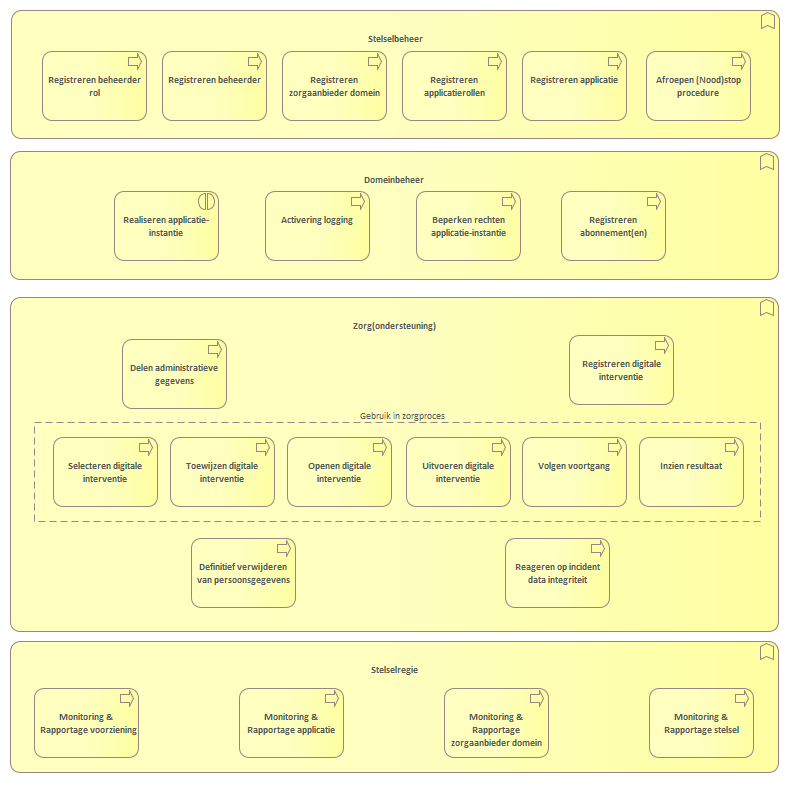 Stelselbeheer
Registreren beheerder
rol
Registreren beheerder
Registreren
zorgaanbieder domein
Registreren
applicatierollen
Registreren applicatie
Afroepen (Nood)stop
procedure
Domeinbeheer
Realiseren applicatie-
instantie
Activering logging
Beperken rechten
applicatie-instantie
Registreren
abonnement(en)
Zorg(ondersteuning)
Delen administratieve
gegevens
Registreren digitale
interventie
Gebruik in zorgproces
Selecteren digitale
interventie
Toewijzen digitale
interventie
Openen digitale
interventie
Uitvoeren digitale
interventie
Volgen voortgang
Inzien resultaat
Definitief verwijderen
van persoonsgegevens
Reageren op incident
data integriteit
Stelselregie
Monitoring &
Rapportage voorziening
Monitoring &
Rapportage applicatie
Monitoring &
Rapportage
zorgaanbieder domein
Monitoring &
Rapportage stelsel